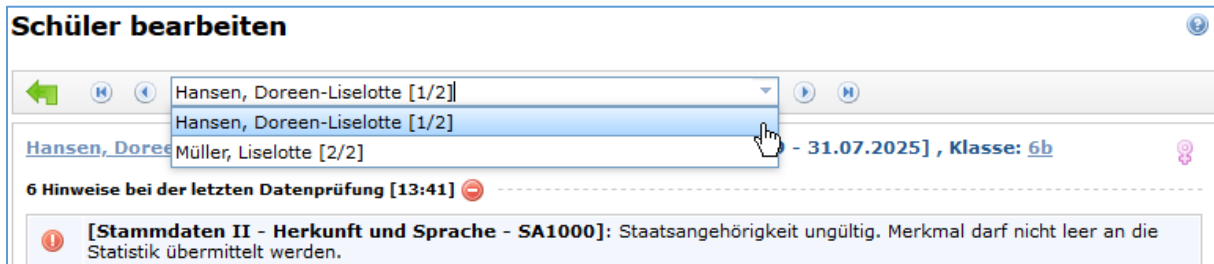 Schüler bearbeiten
Hansen, Doreen-Liselotte [1/2]
Hansen, Doreen-Liselotte [1/2]
Müller, Liselotte [2/2]
Hansen, - 31.07.2025] , Klasse: 6b
6 Hinweise bei der letzten Datenprüfung [13:41]
[Stammdaten II - Herkunft und Sprache - SA1000]: Staatsangehörigkeit ungültig. Merkmal darf nicht leer an die
Statistik übermittelt werden.